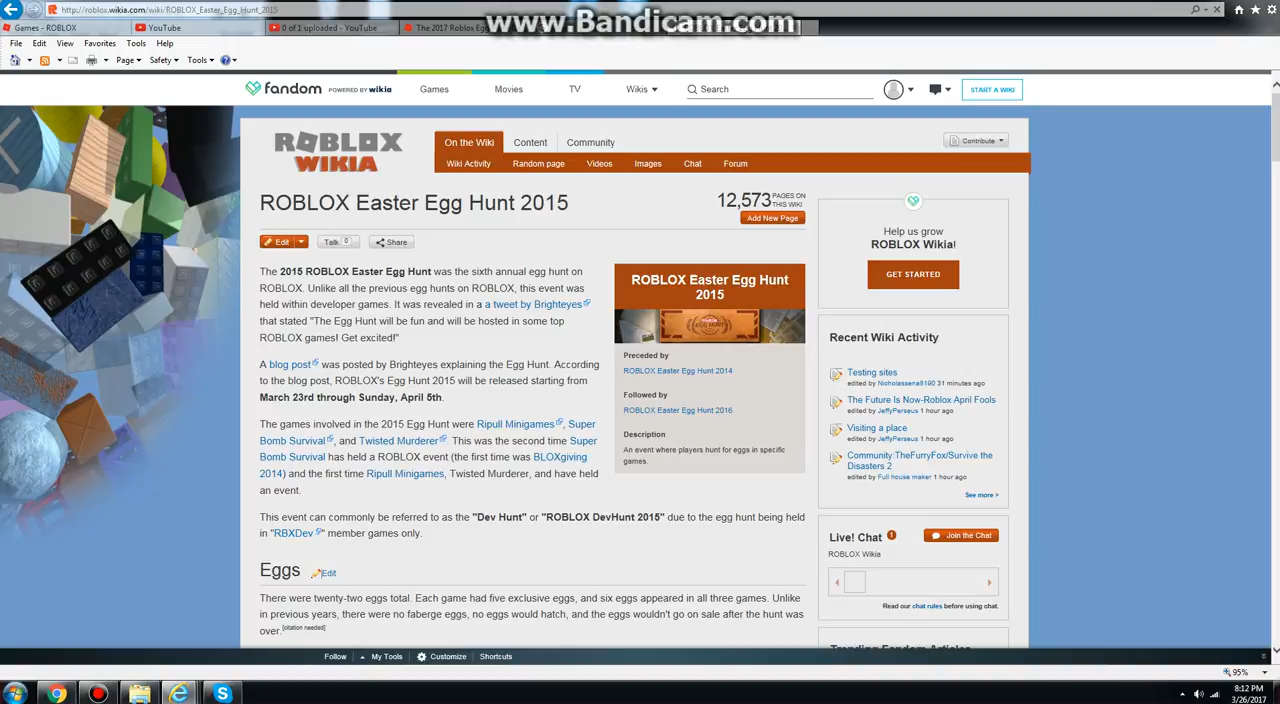 http://roblox.wikia.com/wiki/ROBLOX_Easter_Egg_Hunt_2015
www.Bandicam.com
Games - ROBLOX
YouTube
0 of 1 uploaded - YouTube
The 2017 Roblox Egg
File Edit View Favorites Tools Help
Page Safety Tools
fandom POWERED BY wikia Games Movies TV Wikis Search START A WIKI
ROBLOX WIKIA
On the Wiki Content Community
Contribute
Wiki Activity Random page Videos Images Chat Forum
ROBLOX Easter Egg Hunt 2015
12,573 PAGES ON THIS WIKI
Add New Page
Edit Talk 0 Share
The 2015 ROBLOX Easter Egg Hunt was the sixth annual egg hunt on
ROBLOX. Unlike all the previous egg hunts on ROBLOX, this event was
held within developer games. It was revealed in a a tweet by Brighteyes
that stated "The Egg Hunt will be fun and will be hosted in some top
ROBLOX games! Get excited!"
A blog post was posted by Brighteyes explaining the Egg Hunt. According
to the blog post, ROBLOX's Egg Hunt 2015 will be released starting from
March 23rd through Sunday, April 5th.
The games involved in the 2015 Egg Hunt were Ripull Minigames, Super
Bomb Survival, and Twisted Murderer. This was the second time Super
Bomb Survival has held a ROBLOX event (the first time was BLOXgiving
2014) and the first time Ripull Minigames, Twisted Murderer, and have held
an event.
This event can commonly be referred to as the "Dev Hunt" or "ROBLOX DevHunt 2015" due to the egg hunt being held
in "RBXDev" member games only.
Eggs Edit
There were twenty-two eggs total. Each game had five exclusive eggs, and six eggs appeared in all three games. Unlike
in previous years, there were no faberge eggs, no eggs would hatch, and the eggs wouldn't go on sale after the hunt was
over.[citation needed]
ROBLOX Easter Egg Hunt
2015
EGG HUNT
Preceded by
ROBLOX Easter Egg Hunt 2014
Followed by
ROBLOX Easter Egg Hunt 2016
Description
An event where players hunt for eggs in specific
games.
Help us grow
ROBLOX Wikia!
GET STARTED
Recent Wiki Activity
Testing sites
edited by Nicholassena8190 31 minutes ago
The Future Is Now-Roblox April Fools
edited by JeffyPerseus 1 hour ago
Visiting a place
edited by JeffyPerseus 1 hour ago
Community:TheFurryFox/Survive the
Disasters 2
edited by Full house maker 1 hour ago
See more >
Live! Chat 1 Join the Chat
ROBLOX Wikia
Read our chat rules before using chat.
Trending Fandom Articles
Follow My Tools Customize Shortcuts
95%
8:12 PM
3/26/2017